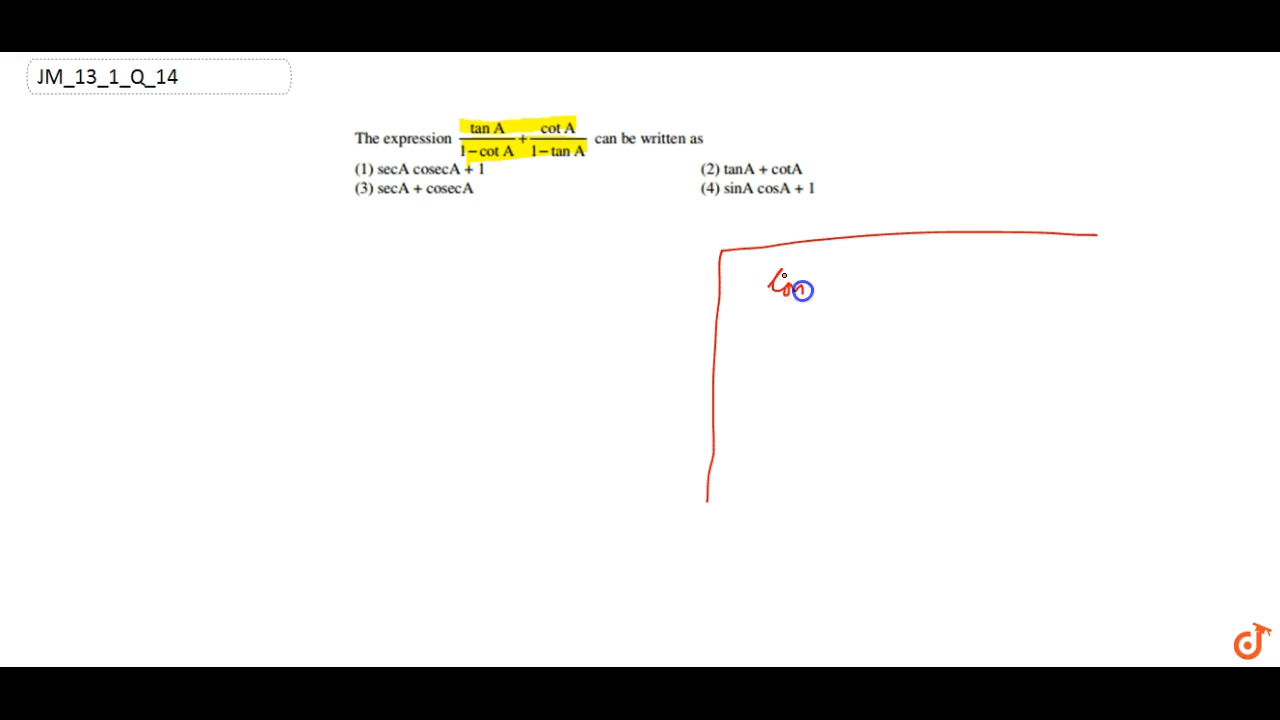 JM_13_1_Q_14
The expression tan A / 1−cot A + cot A / 1−tan A can be written as
(1) secA cosecA + 1 (2) tanA + cotA
(3) secA + cosecA (4) sinA cosA + 1